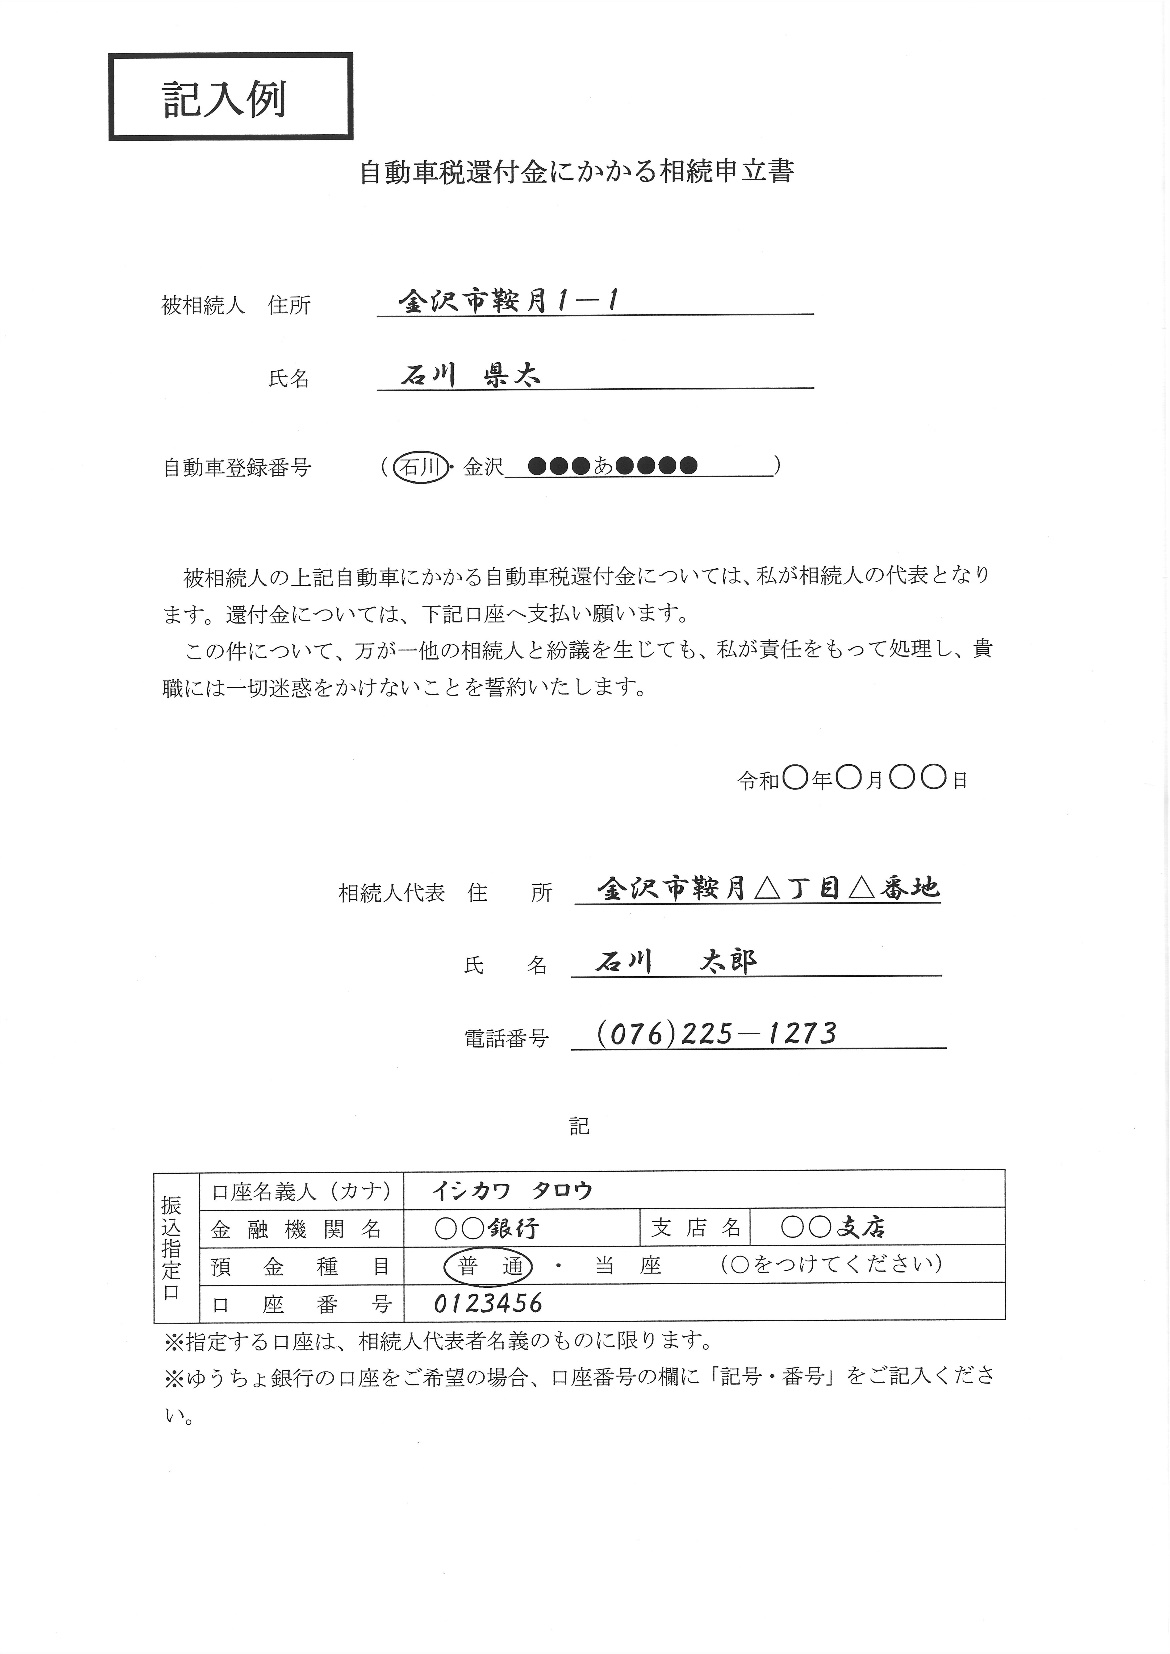 記入例
自動車税還付金にかかる相続申立書
被相続人 住所 金沢市鞍月1-1
氏名 石川 県太
自動車登録番号 (石川・金沢 ●●●あ●●●● )
被相続人の上記自動車にかかる自動車税還付金については、私が相続人の代表となり
ます。還付金については、下記口座へ支払い願います。
この件について、万が一他の相続人と紛議を生じても、私が責任をもって処理し、貴
職には一切迷惑をかけないことを誓約いたします。
令和〇年〇月〇〇日
相続人代表 住 所 金沢市鞍月△丁目△番地
氏 名 石川 太郎
電話番号 (076)225-1273
記
振込指定口
口座名義人(カナ) イシカワ タロウ
金融機関名 〇〇銀行 支店名 〇〇支店
預金種目 普通 ・ 当座 (〇をつけてください)
口座番号 0123456
※指定する口座は、相続人代表者名義のものに限ります。
※ゆうちょ銀行の口座をご希望の場合、口座番号の欄に「記号・番号」をご記入くださ
い。